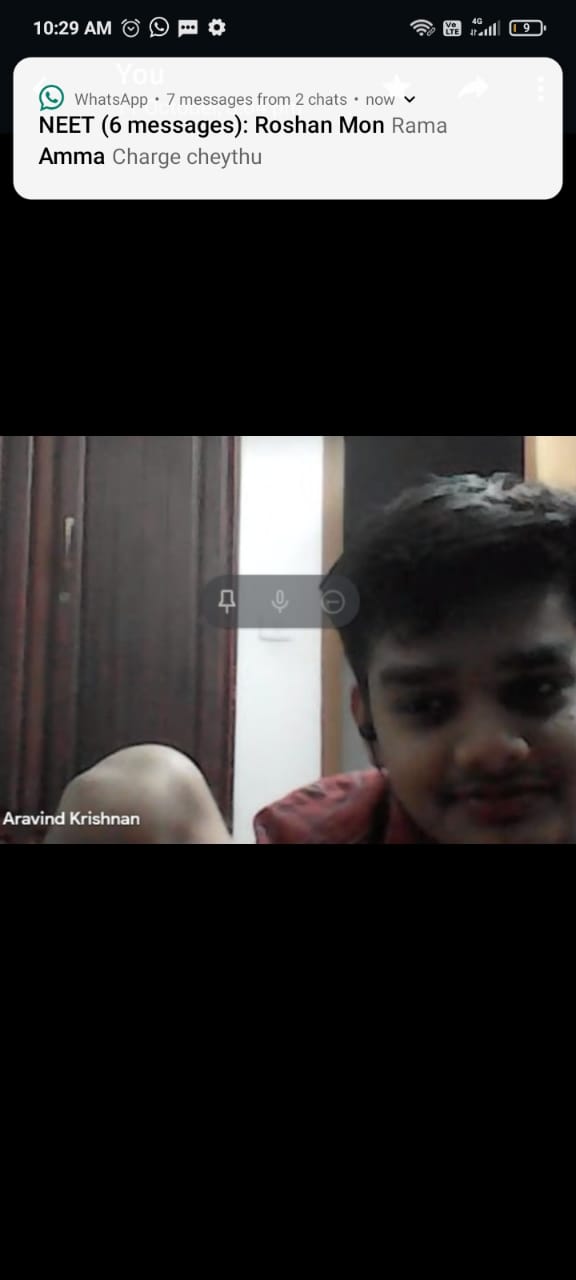 10:29 AM
Vo LTE
4G
9
You
WhatsApp • 7 messages from 2 chats • now
NEET (6 messages): Roshan Mon Rama
Amma Charge cheythu
Aravind Krishnan